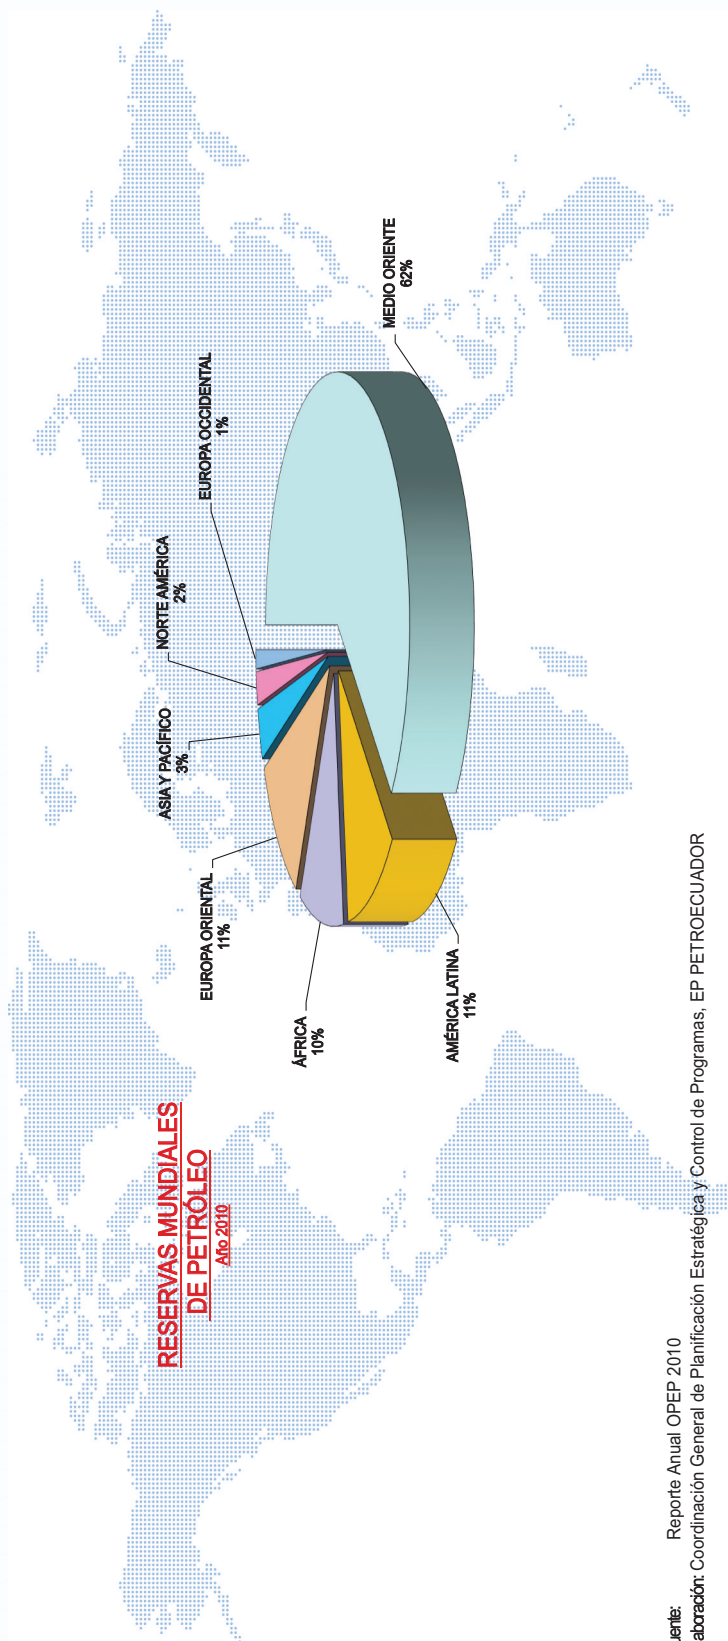 RESERVAS MUNDIALES
DE PETRÓLEO
Año 2010
EUROPA OCCIDENTAL
1%
NORTE AMÉRICA
2%
ASIA Y PACÍFICO
3%
EUROPA ORIENTAL
11%
ÁFRICA
10%
AMÉRICA LATINA
11%
MEDIO ORIENTE
62%
uente: Reporte Anual OPEP 2010
aboración: Coordinación General de Planificación Estratégica y Control de Programas, EP PETROECUADOR